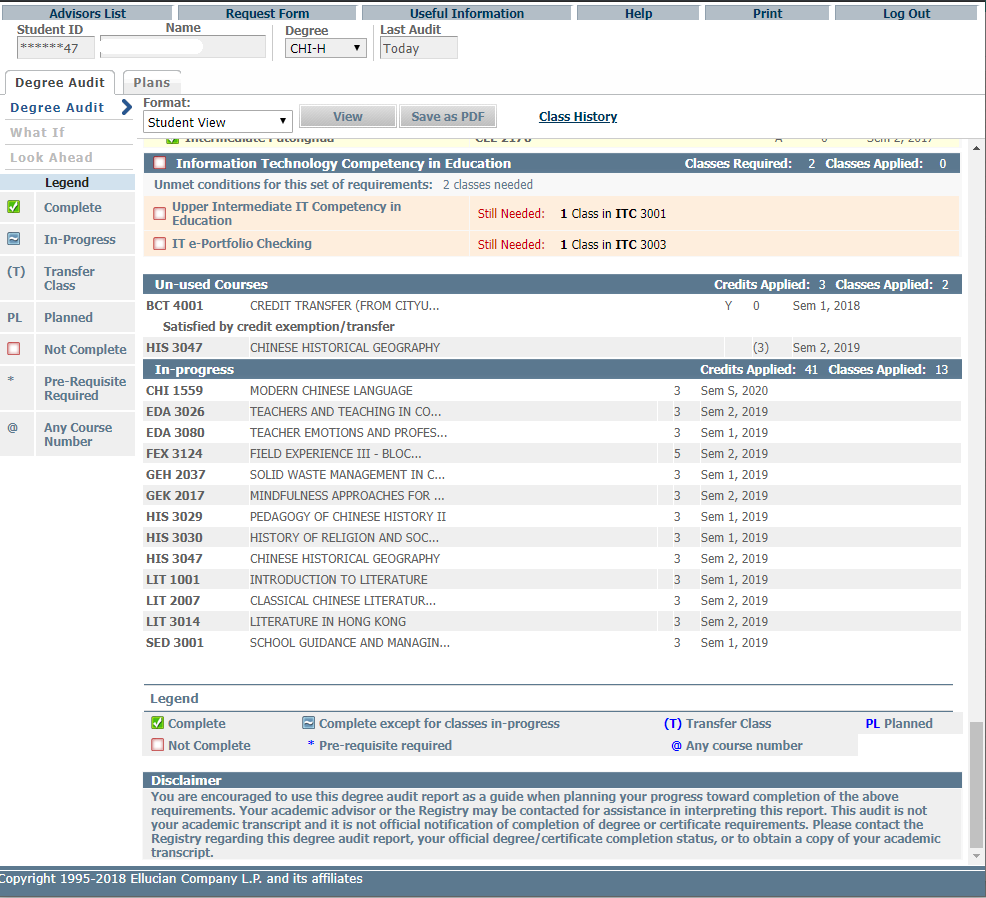 Advisors List Request Form Useful Information Help Print Log Out
Student ID Name Degree Last Audit
******47 CHI-H Today
Degree Audit Plans
Degree Audit
What If
Look Ahead
Legend
Complete
In-Progress
(T) Transfer Class
PL Planned
Not Complete
* Pre-Requisite Required
@ Any Course Number
Format:
Student View View Save as PDF Class History
Intermediate Putonghua CLE 2178 A 0 Sem 2, 2017
Information Technology Competency in Education Classes Required: 2 Classes Applied: 0
Unmet conditions for this set of requirements: 2 classes needed
Upper Intermediate IT Competency in
Education Still Needed: 1 Class in ITC 3001
IT e-Portfolio Checking Still Needed: 1 Class in ITC 3003
Un-used Courses Credits Applied: 3 Classes Applied: 2
BCT 4001 CREDIT TRANSFER (FROM CITYU... Y 0 Sem 1, 2018
Satisfied by credit exemption/transfer
HIS 3047 CHINESE HISTORICAL GEOGRAPHY (3) Sem 2, 2019
In-progress Credits Applied: 41 Classes Applied: 13
CHI 1559 MODERN CHINESE LANGUAGE 3 Sem S, 2020
EDA 3026 TEACHERS AND TEACHING IN CO... 3 Sem 2, 2019
EDA 3080 TEACHER EMOTIONS AND PROFES... 3 Sem 1, 2019
FEX 3124 FIELD EXPERIENCE III - BLOC... 5 Sem 2, 2019
GEH 2037 SOLID WASTE MANAGEMENT IN C... 3 Sem 1, 2019
GEK 2017 MINDFULNESS APPROACHES FOR ... 3 Sem 2, 2019
HIS 3029 PEDAGOGY OF CHINESE HISTORY II 3 Sem 1, 2019
HIS 3030 HISTORY OF RELIGION AND SOC... 3 Sem 1, 2019
HIS 3047 CHINESE HISTORICAL GEOGRAPHY 3 Sem 2, 2019
LIT 1001 INTRODUCTION TO LITERATURE 3 Sem 1, 2019
LIT 2007 CLASSICAL CHINESE LITERATUR... 3 Sem 2, 2019
LIT 3014 LITERATURE IN HONG KONG 3 Sem 2, 2019
SED 3001 SCHOOL GUIDANCE AND MANAGIN... 3 Sem 1, 2019
Legend
Complete Complete except for classes in-progress (T) Transfer Class PL Planned
Not Complete * Pre-requisite required @ Any course number
Disclaimer
You are encouraged to use this degree audit report as a guide when planning your progress toward completion of the above
requirements. Your academic advisor or the Registry may be contacted for assistance in interpreting this report. This audit is not
your academic transcript and it is not official notification of completion of degree or certificate requirements. Please contact the
Registry regarding this degree audit report, your official degree/certificate completion status, or to obtain a copy of your academic
transcript.
Copyright 1995-2018 Ellucian Company L.P. and its affiliates